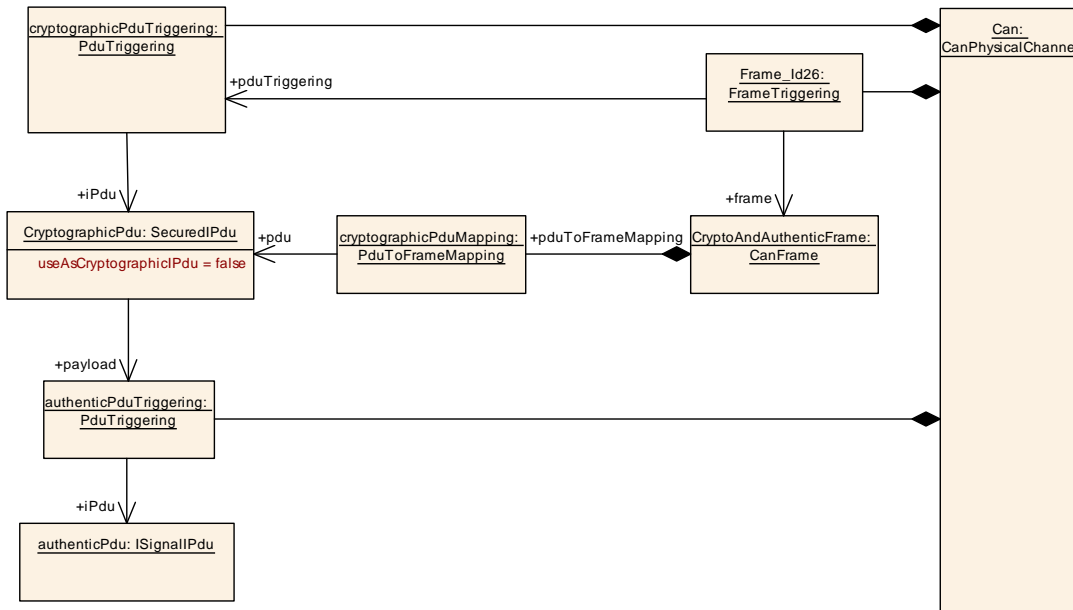 cryptographicPduTriggering:
PduTriggering
Can:
CanPhysicalChanne
+pduTriggering
Frame_Id26:
FrameTriggering
+iPdu
+frame
CryptographicPdu: SecuredIPdu
useAsCryptographicIPdu = false
+pdu
cryptographicPduMapping:
PduToFrameMapping
+pduToFrameMapping
CryptoAndAuthenticFrame:
CanFrame
+payload
authenticPduTriggering:
PduTriggering
+iPdu
authenticPdu: ISignalIPdu